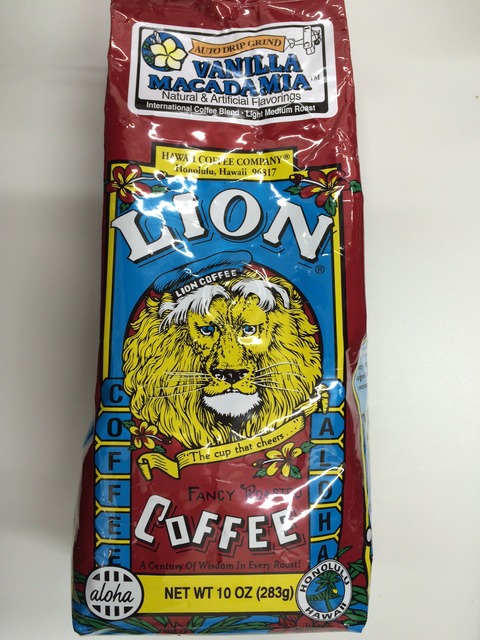 AUTO DRIP GRIND
VANILLA
MACADAMIA™
Natural & Artificial Flavorings
International Coffee Blend · Light Medium Roast
HAWAII COFFEE COMPANY®
Honolulu, Hawaii 96817
LION®
LION COFFEE
COFFEE
ALOHA
"The cup that cheers"
FANCY ROASTED
COFFEE
A Century Of Wisdom In Every Roast!
aloha
NET WT 10 OZ (283g)
HONOLULU
HAWAII